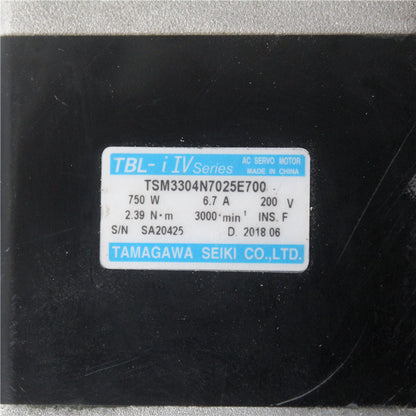 TBL-iIV Series AC SERVO MOTOR
MADE IN CHINA
TSM3304N7025E700
750 W 6.7 A 200 V
2.39 N·m 3000·min⁻¹ INS. F
S/N SA20425 D. 2018 06
TAMAGAWA SEIKI CO.,LTD.